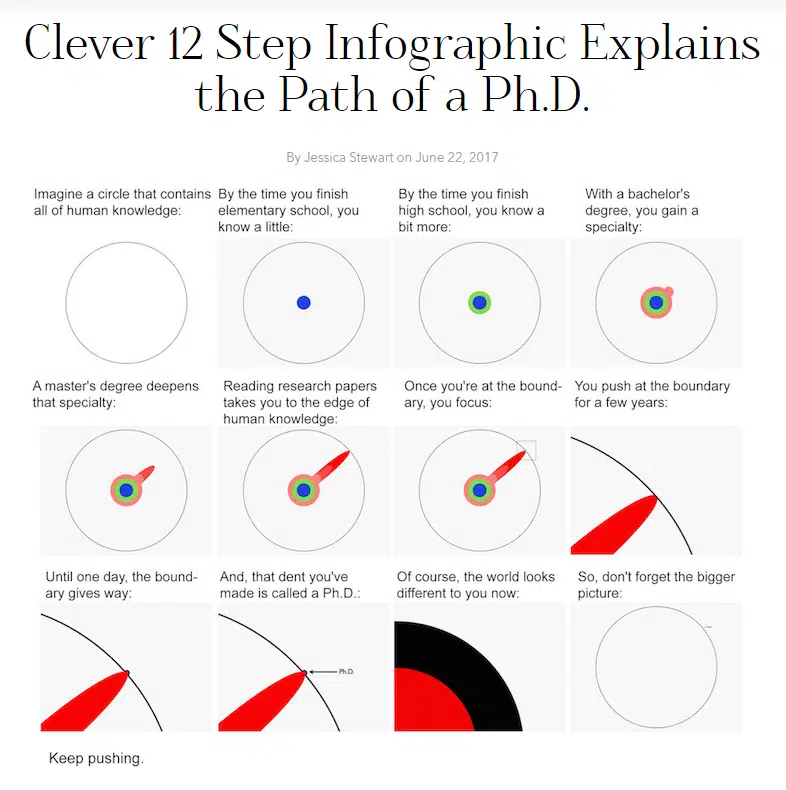 Clever 12 Step Infographic Explains
the Path of a Ph.D.
By Jessica Stewart on June 22, 2017
Imagine a circle that contains
all of human knowledge:
By the time you finish
elementary school, you
know a little:
By the time you finish
high school, you know a
bit more:
With a bachelor's
degree, you gain a
specialty:
A master's degree deepens
that specialty:
Reading research papers
takes you to the edge of
human knowledge:
Once you're at the bound-
ary, you focus:
You push at the boundary
for a few years:
Until one day, the bound-
ary gives way:
And, that dent you've
made is called a Ph.D.:
Ph.D.
Of course, the world looks
different to you now:
So, don't forget the bigger
picture:
Keep pushing.